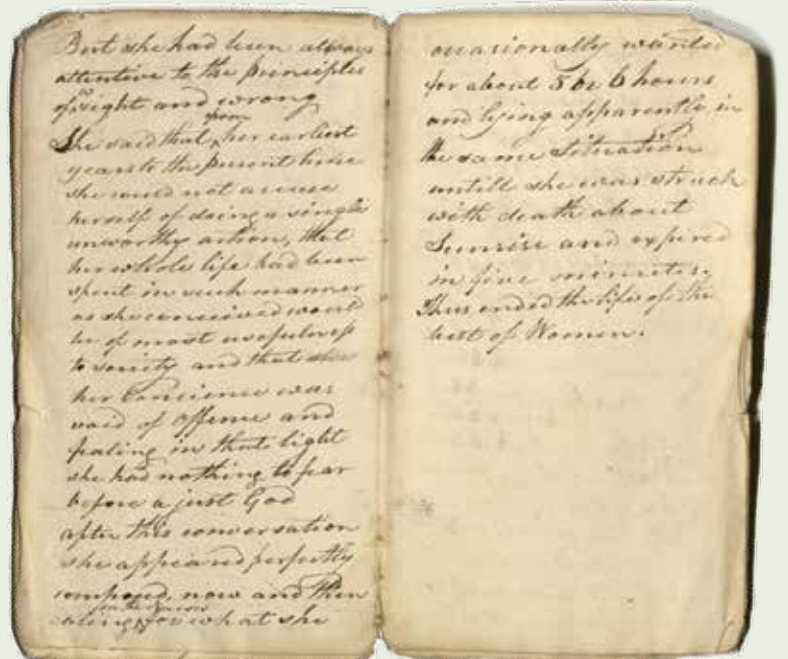 But she had been always
attentive to the principles
of right and wrong
She said that from her earliest
years to the present time
she could not accuse
herself of doing a single
unworthy action, that
her whole life had been
spent in such manner
as she conceived would
be of most usefulness
to society and that
her Concience was
void of offence and
in that light
she had nothing to fear
before a just God
after this conversation
she appeard perfectly
composed, now and then
for what she
occasionally wanted
for about 5 or 6 hours
and lying apparently in
the same Situation
untill she was struck
with death about
Sunrise and expired
in five minutes.
Thus ended the life of the
best of Women.